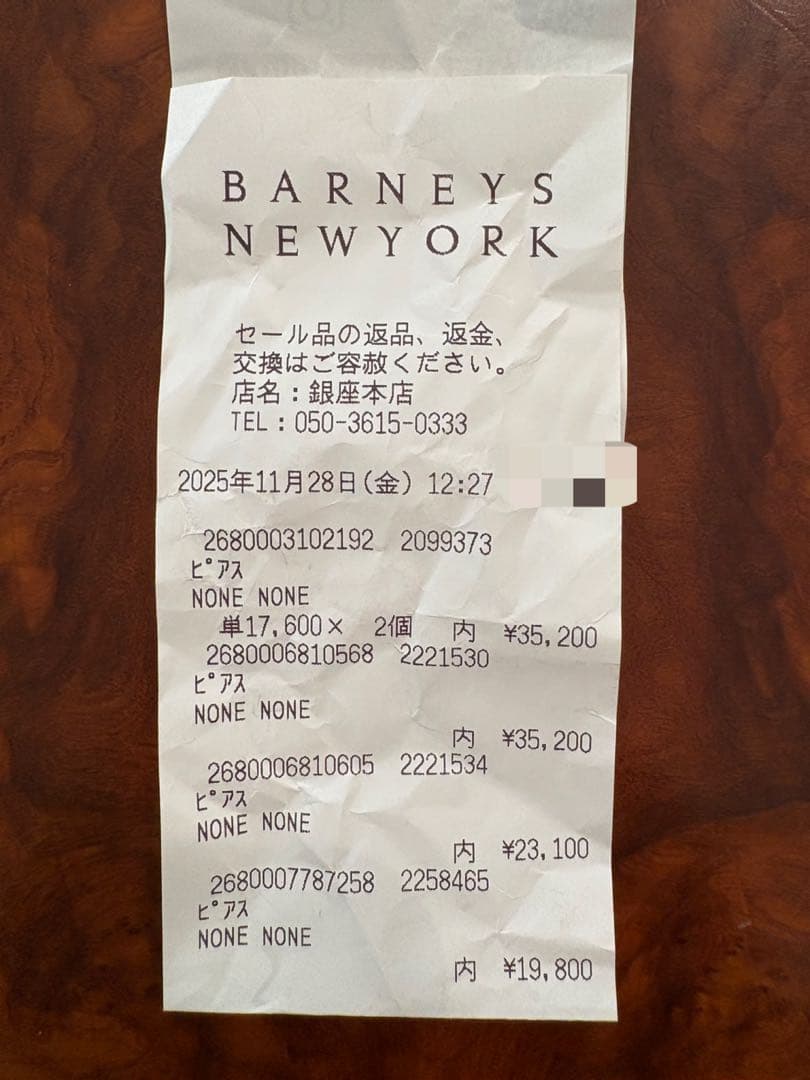 BARNEYS
NEWYORK
セール品の返品、返金、
交換はご容赦ください。
店名：銀座本店
TEL：050-3615-0333
2025年11月28日(金) 12:27
2680003102192 2099373
ﾋﾟｱｽ
NONE NONE
単17,600× 2個 内 ¥35,200
2680006810568 2221530
ﾋﾟｱｽ
NONE NONE
内 ¥35,200
2680006810605 2221534
ﾋﾟｱｽ
NONE NONE
内 ¥23,100
2680007787258 2258465
ﾋﾟｱｽ
NONE NONE
内 ¥19,800